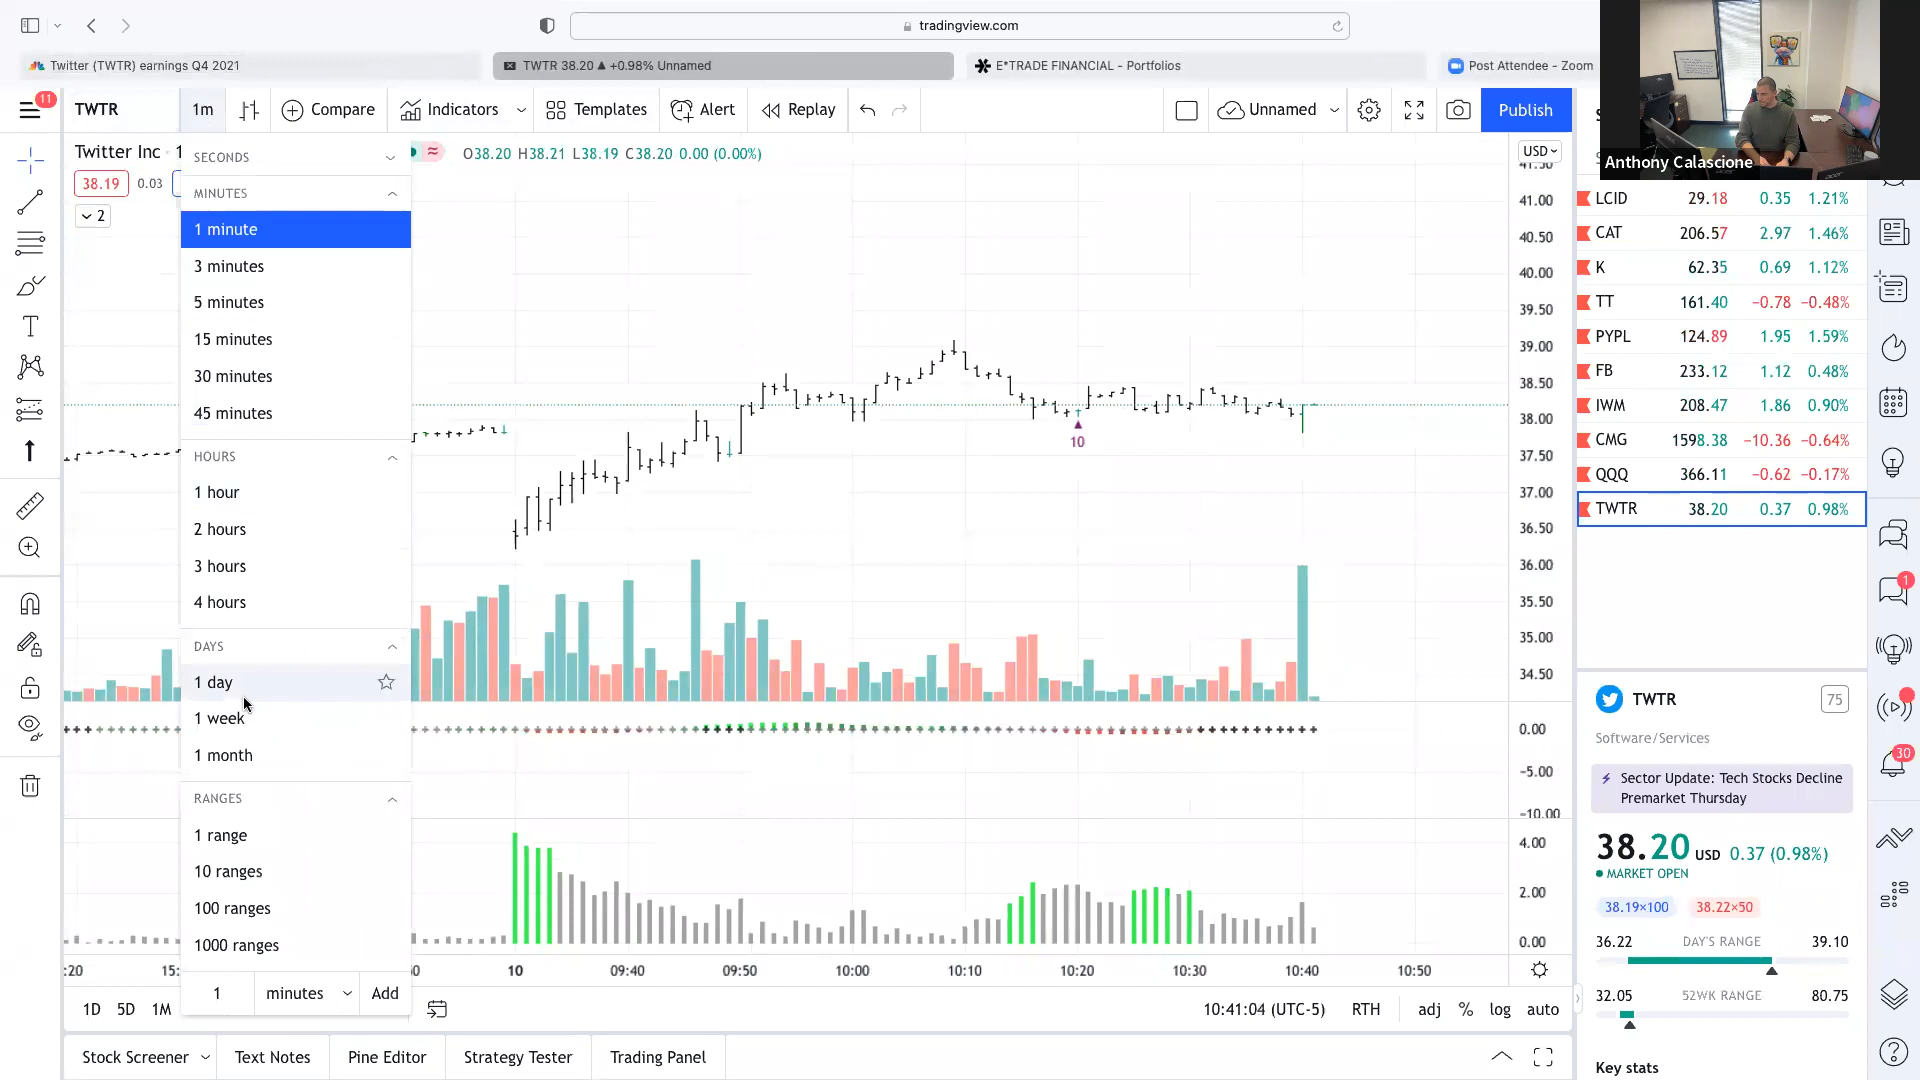 tradingview.com
Twitter (TWTR) earnings Q4 2021
TWTR 38.20 ▲ +0.98% Unnamed
E*TRADE FINANCIAL - Portfolios
Post Attendee - Zoom
Anthony Calascione
11
TWTR
1m
Compare
Indicators
Templates
Alert
Replay
Unnamed
Publish
Twitter Inc
O38.20 H38.21 L38.19 C38.20 0.00 (0.00%)
38.19
0.03
2
SECONDS
MINUTES
1 minute
3 minutes
5 minutes
15 minutes
30 minutes
45 minutes
HOURS
1 hour
2 hours
3 hours
4 hours
DAYS
1 day
1 week
1 month
RANGES
1 range
10 ranges
100 ranges
1000 ranges
1 minutes Add
10
USD
41.50
41.00
40.50
40.00
39.50
39.00
38.50
38.00
37.50
37.00
36.50
36.00
35.50
35.00
34.50
0.00
−5.00
−10.00
4.00
2.00
0.00
:20
15:
10
09:40
09:50
10:00
10:10
10:20
10:30
10:40
10:50
1D 5D 1M
10:41:04 (UTC-5)
RTH
adj % log auto
Stock Screener
Text Notes
Pine Editor
Strategy Tester
Trading Panel
LCID 29.18 0.35 1.21%
CAT 206.57 2.97 1.46%
K 62.35 0.69 1.12%
TT 161.40 −0.78 −0.48%
PYPL 124.89 1.95 1.59%
FB 233.12 1.12 0.48%
IWM 208.47 1.86 0.90%
CMG 1598.38 −10.36 −0.64%
QQQ 366.11 −0.62 −0.17%
TWTR 38.20 0.37 0.98%
TWTR
75
Software/Services
Sector Update: Tech Stocks Decline
Premarket Thursday
38.20 USD 0.37 (0.98%)
MARKET OPEN
38.19×100
38.22×50
36.22 DAY'S RANGE 39.10
32.05 52WK RANGE 80.75
Key stats
1
30